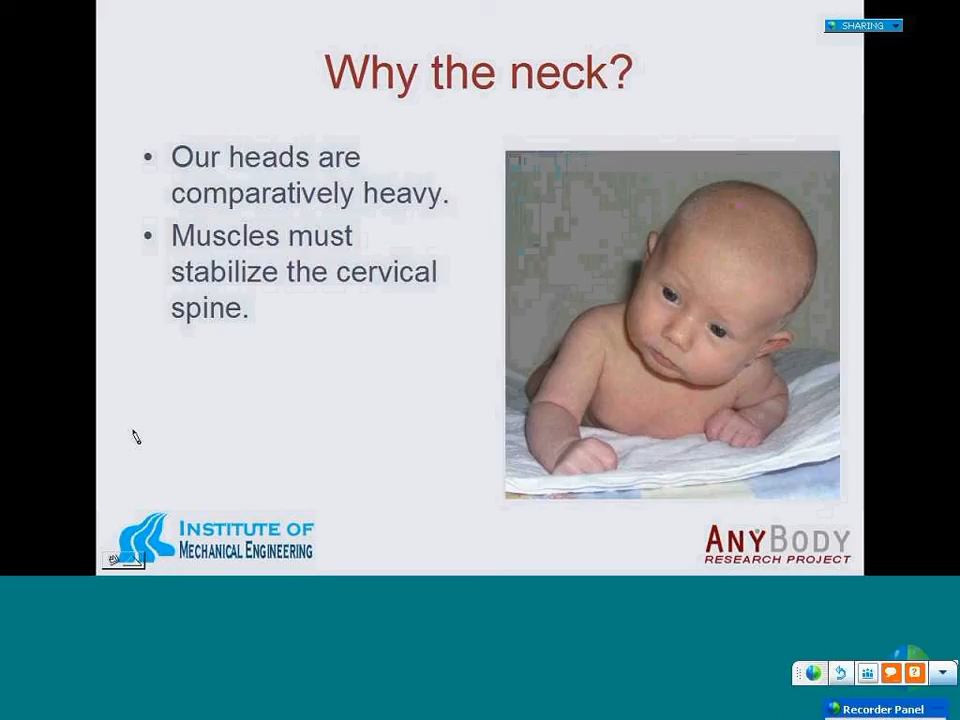 SHARING
Why the neck?
• Our heads are
comparatively heavy.
• Muscles must
stabilize the cervical
spine.
INSTITUTE OF
MECHANICAL ENGINEERING
ANYBODY
RESEARCH PROJECT
?
Recorder Panel